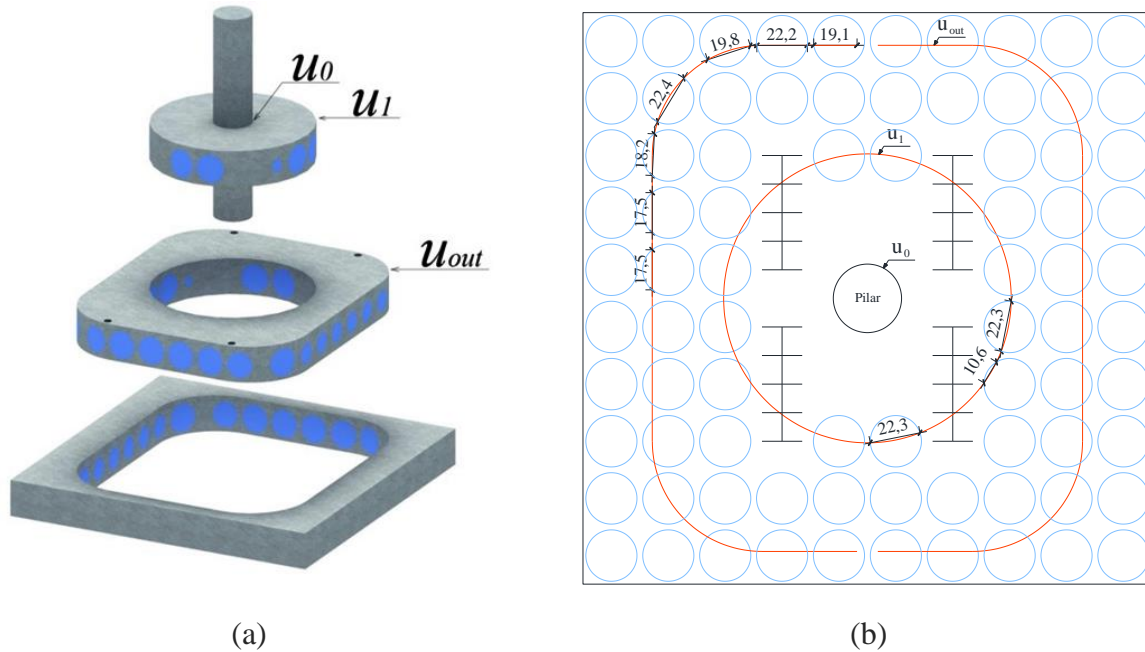 u0
u1
uout
(a)
19,8
22,2
19,1
uout
22,4
18,2
17,5
17,5
u1
u0
Pilar
22,3
10,6
22,3
(b)